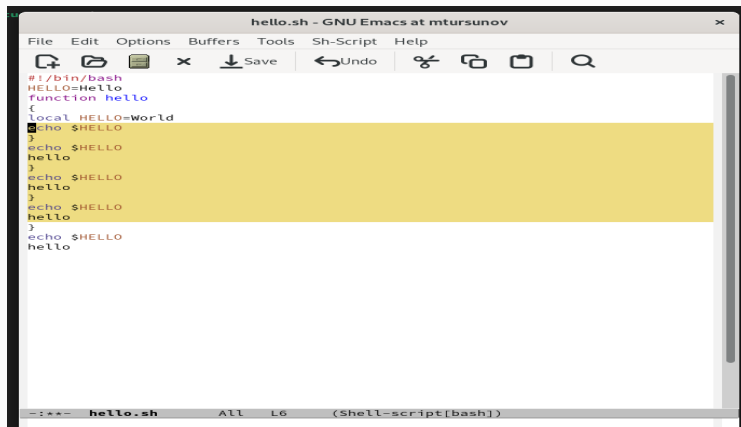 hello.sh - GNU Emacs at mtursunov
File Edit Options Buffers Tools Sh-Script Help
Save Undo
#!/bin/bash
HELLO=Hello
function hello
{
local HELLO=World
echo $HELLO
}
echo $HELLO
hello
}
echo $HELLO
hello
}
echo $HELLO
hello
}
echo $HELLO
hello
-:**- hello.sh All L6 (Shell-script[bash])